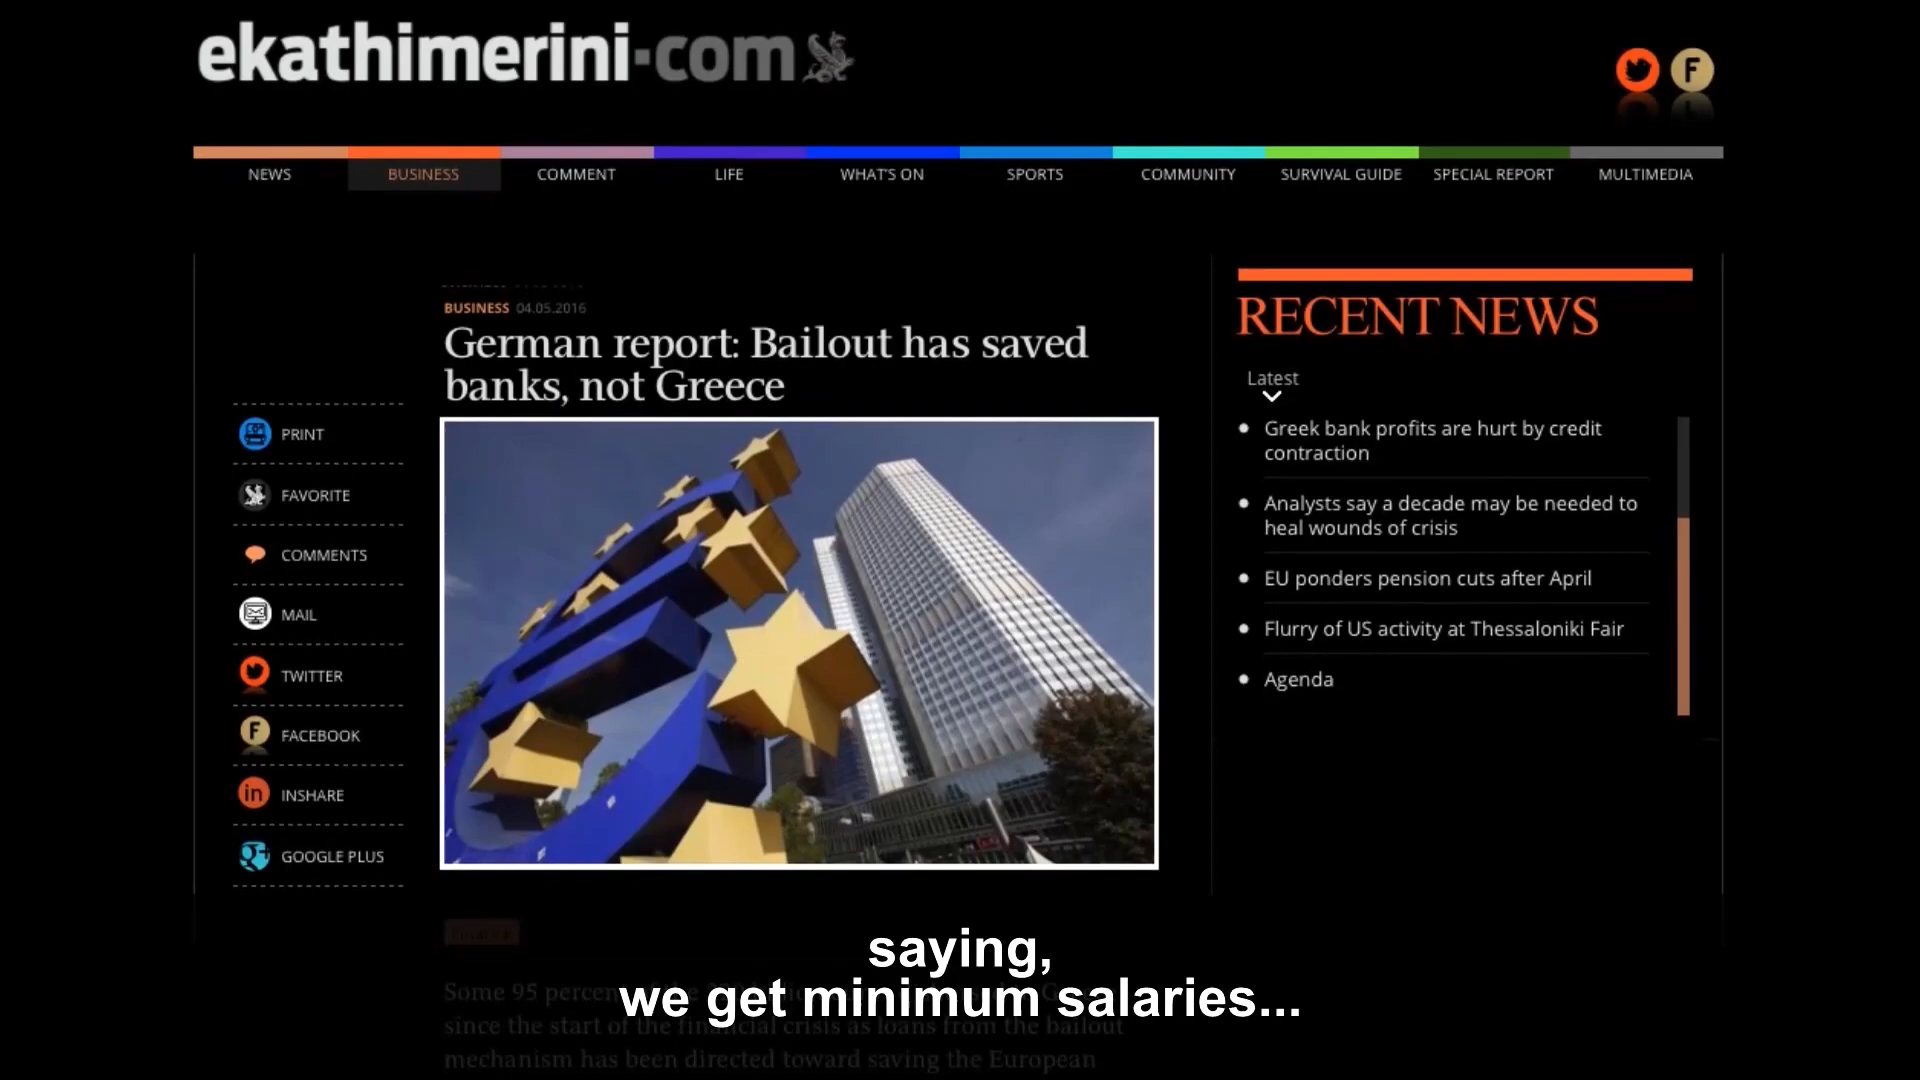 ekathimerini·com
NEWS
BUSINESS
COMMENT
LIFE
WHAT'S ON
SPORTS
COMMUNITY
SURVIVAL GUIDE
SPECIAL REPORT
MULTIMEDIA
PRINT
FAVORITE
COMMENTS
MAIL
TWITTER
FACEBOOK
INSHARE
GOOGLE PLUS
BUSINESS 04.05.2016
German report: Bailout has saved
banks, not Greece
Some 95 percent
since the start of the financial crisis as loans from the bailout
mechanism has been directed toward saving the European
RECENT NEWS
Latest
Greek bank profits are hurt by credit
contraction
Analysts say a decade may be needed to
heal wounds of crisis
EU ponders pension cuts after April
Flurry of US activity at Thessaloniki Fair
Agenda
saying,
we get minimum salaries...